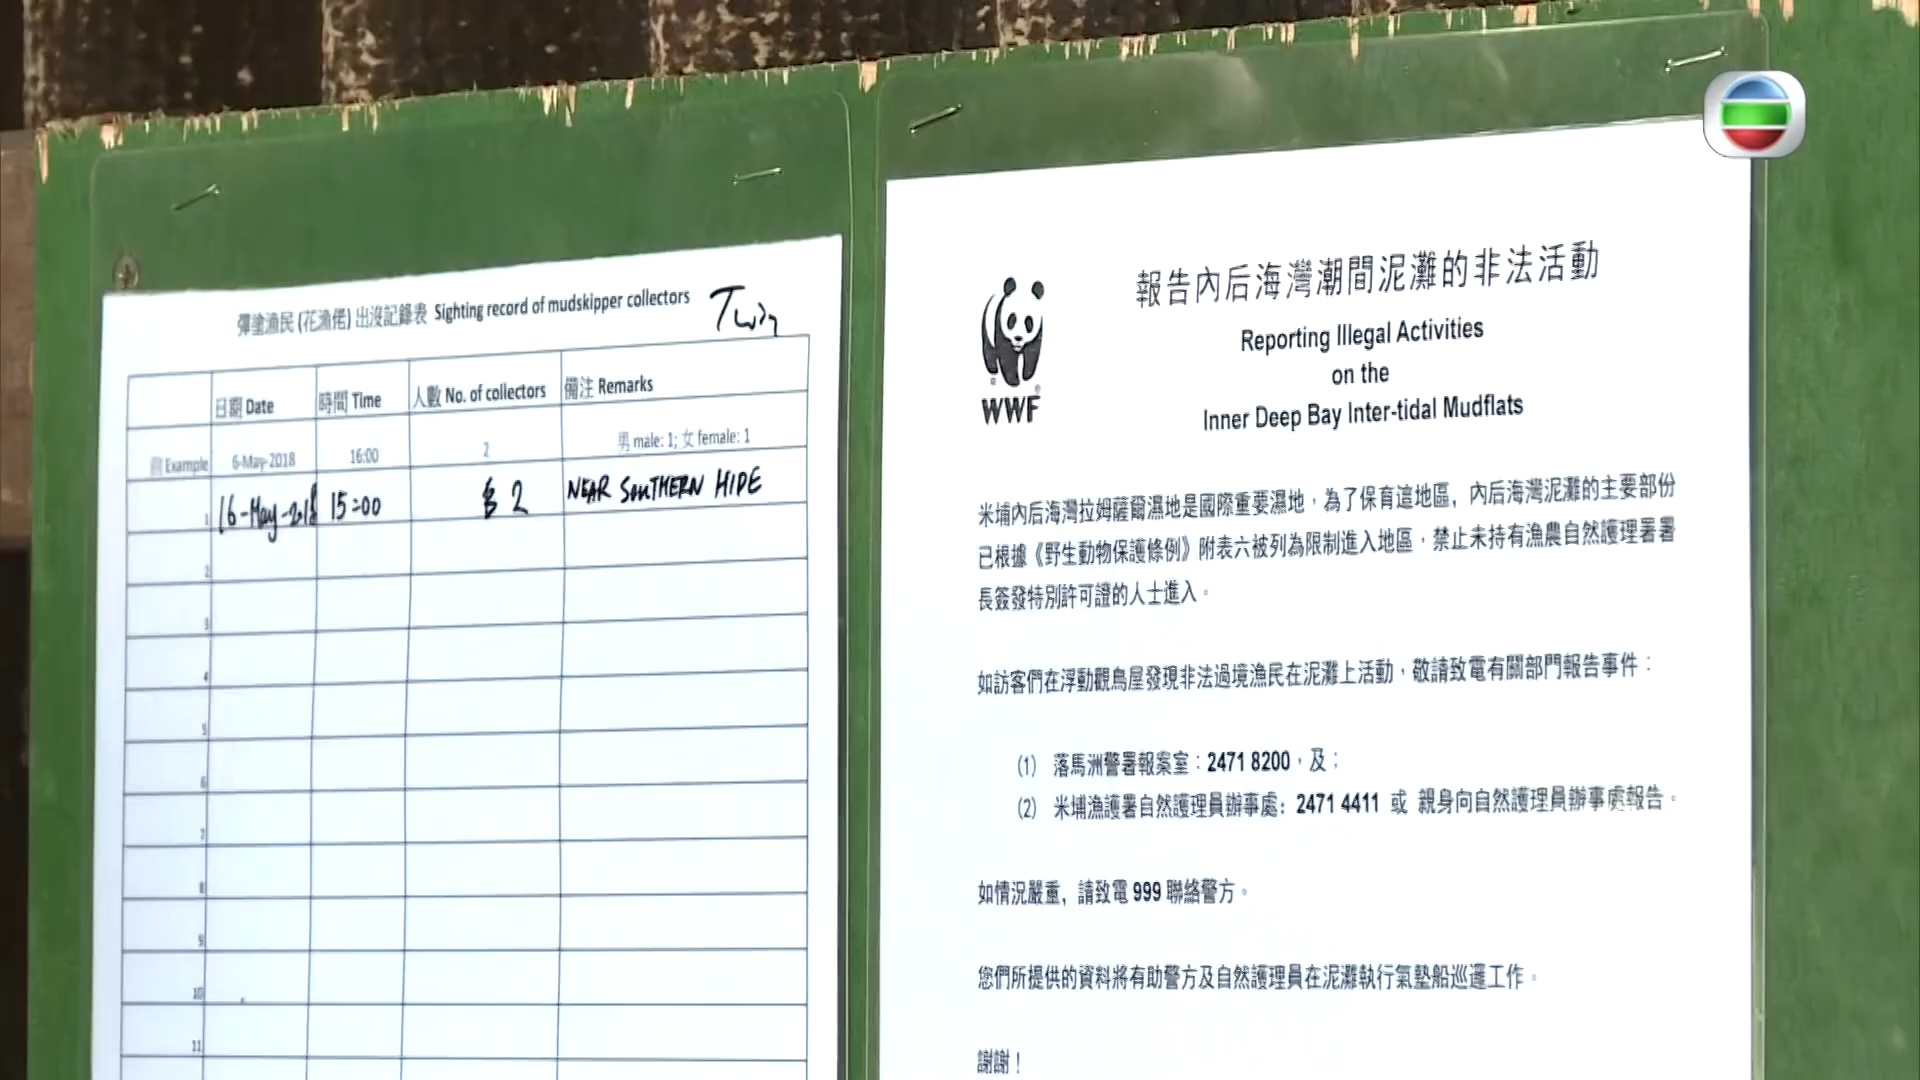 彈塗漁民(花漁佬)出沒記錄表 Sighting record of mudskipper collectors
Twin
日期 Date 時間 Time 人數 No. of collectors 備注 Remarks
例 Example 6-May-2018 16:00 2 男 male: 1; 女 female: 1
1 16-May-2018 15:00 2 NEAR SOUTHERN HIDE
2
3
4
5
6
7
8
9
10
11
WWF
報告內后海灣潮間泥灘的非法活動
Reporting Illegal Activities
on the
Inner Deep Bay Inter-tidal Mudflats
米埔內后海灣拉姆薩爾濕地是國際重要濕地，為了保育這地區，內后海灣泥灘的主要部份
已根據《野生動物保護條例》附表六被列為限制進入地區，禁止未持有漁農自然護理署署
長簽發特別許可證的人士進入。
如訪客們在浮動觀鳥屋發現非法過境漁民在泥灘上活動，敬請致電有關部門報告事件：
(1) 落馬洲警署報案室：2471 8200，及；
(2) 米埔漁護署自然護理員辦事處: 2471 4411 或 親身向自然護理員辦事處報告。
如情況嚴重，請致電 999 聯絡警方。
您們所提供的資料將有助警方及自然護理員在泥灘執行氣墊船巡邏工作。
謝謝！